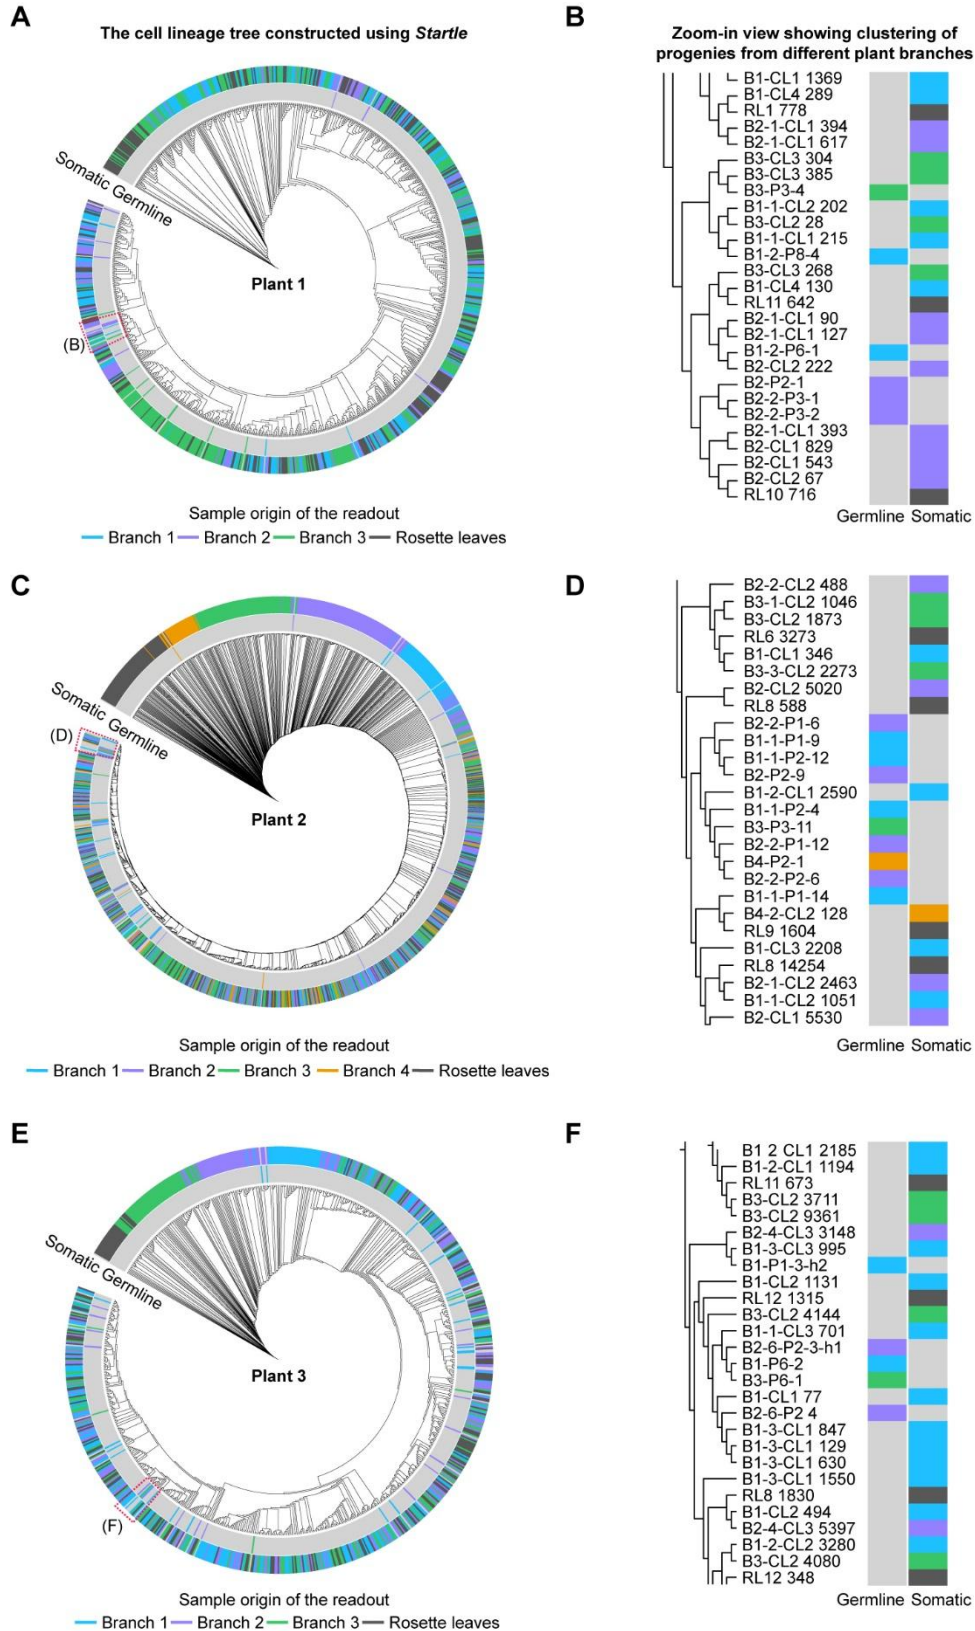 A
The cell lineage tree constructed using Startle
Somatic Germline
Plant 1
(B)
Sample origin of the readout
Branch 1 Branch 2 Branch 3 Rosette leaves
B
Zoom-in view showing clustering of
progenies from different plant branches
B1-CL1 1369
B1-CL4 289
RL1 778
B2-1-CL1 394
B2-1-CL1 617
B3-CL3 304
B3-CL3 385
B3-P3-4
B1-1-CL2 202
B3-CL2 28
B1-1-CL1 215
B1-2-P8-4
B3-CL3 268
B1-CL4 130
RL11 642
B2-1-CL1 90
B2-1-CL1 127
B1-2-P6-1
B2-CL2 222
B2-P2-1
B2-2-P3-1
B2-2-P3-2
B2-1-CL1 393
B2-CL1 829
B2-CL1 543
B2-CL2 67
RL10 716
Germline Somatic
C
Somatic Germline
(D)
Plant 2
Sample origin of the readout
Branch 1 Branch 2 Branch 3 Branch 4 Rosette leaves
D
B2-2-CL2 488
B3-1-CL2 1046
B3-CL2 1873
RL6 3273
B1-CL1 346
B3-3-CL2 2273
B2-CL2 5020
RL8 588
B2-2-P1-6
B1-1-P1-9
B1-1-P2-12
B2-P2-9
B1-2-CL1 2590
B1-1-P2-4
B3-P3-11
B2-2-P1-12
B4-P2-1
B2-2-P2-6
B1-1-P1-14
B4-2-CL2 128
RL9 1604
B1-CL3 2208
RL8 14254
B2-1-CL2 2463
B1-1-CL2 1051
B2-CL1 5530
Germline Somatic
E
Somatic Germline
Plant 3
(F)
Sample origin of the readout
Branch 1 Branch 2 Branch 3 Rosette leaves
F
B1 2 CL1 2185
B1-2-CL1 1194
RL11 673
B3-CL2 3711
B3-CL2 9361
B2-4-CL3 3148
B1-3-CL3 995
B1-P1-3-h2
B1-CL2 1131
RL12 1315
B3-CL2 4144
B1-1-CL3 701
B2-6-P2-3-h1
B1-P6-2
B3-P6-1
B1-CL1 77
B2-6-P2 4
B1-3-CL1 847
B1-3-CL1 129
B1-3-CL1 630
B1-3-CL1 1550
RL8 1830
B1-CL2 494
B2-4-CL3 5397
B1-2-CL2 3280
B3-CL2 4080
RL12 348
Germline Somatic